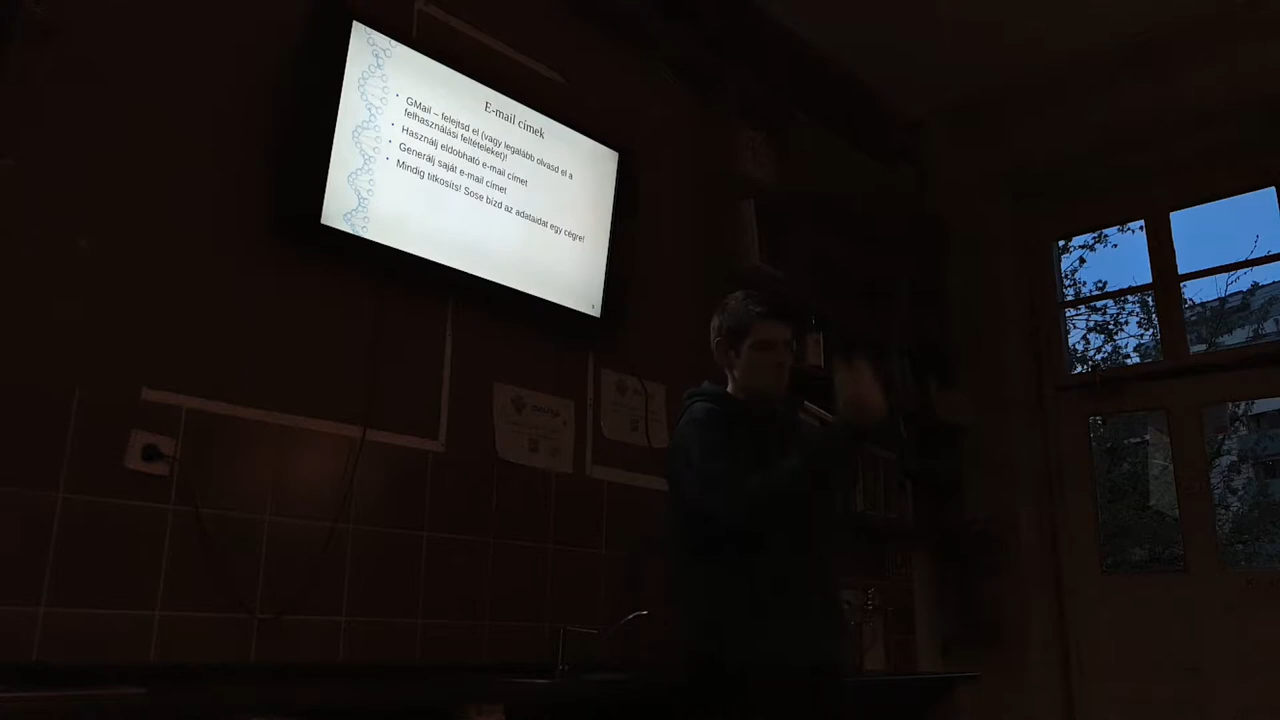 E-mail címek
• GMail – felejtsd el (vagy legalább olvasd el a
felhasználási feltételeket)!
• Használj eldobható e-mail címet
• Generálj saját e-mail címet
• Mindig titkosíts! Sose bízd az adataidat egy cégre!